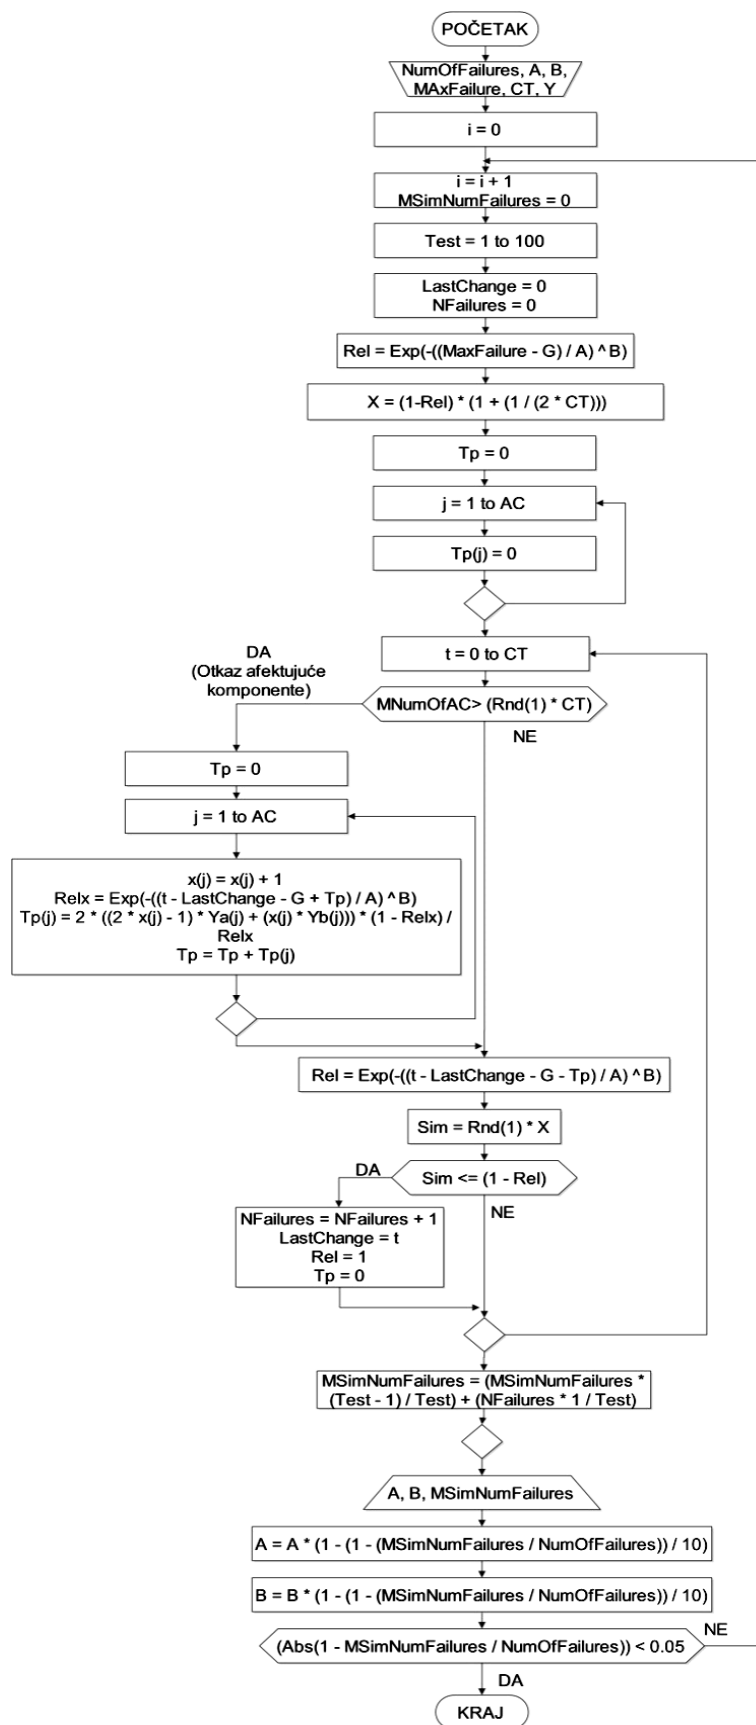 POČETAK
NumOfFailures, A, B,
MAxFailure, CT, Y
i = 0
i = i + 1
MSimNumFailures = 0
Test = 1 to 100
LastChange = 0
NFailures = 0
Rel = Exp(-((MaxFailure - G) / A) ^ B)
X = (1-Rel) * (1 + (1 / (2 * CT)))
Tp = 0
j = 1 to AC
Tp(j) = 0
t = 0 to CT
DA
(Otkaz afektujuće
komponente)
MNumOfAC> (Rnd(1) * CT)
NE
Tp = 0
j = 1 to AC
x(j) = x(j) + 1
Relx = Exp(-((t - LastChange - G + Tp) / A) ^ B)
Tp(j) = 2 * ((2 * x(j) - 1) * Ya(j) + (x(j) * Yb(j))) * (1 - Relx) /
Relx
Tp = Tp + Tp(j)
Rel = Exp(-((t - LastChange - G - Tp) / A) ^ B)
Sim = Rnd(1) * X
DA
Sim <= (1 - Rel)
NE
NFailures = NFailures + 1
LastChange = t
Rel = 1
Tp = 0
MSimNumFailures = (MSimNumFailures *
(Test - 1) / Test) + (NFailures * 1 / Test)
A, B, MSimNumFailures
A = A * (1 - (1 - (MSimNumFailures / NumOfFailures)) / 10)
B = B * (1 - (1 - (MSimNumFailures / NumOfFailures)) / 10)
(Abs(1 - MSimNumFailures / NumOfFailures)) < 0.05
NE
DA
KRAJ